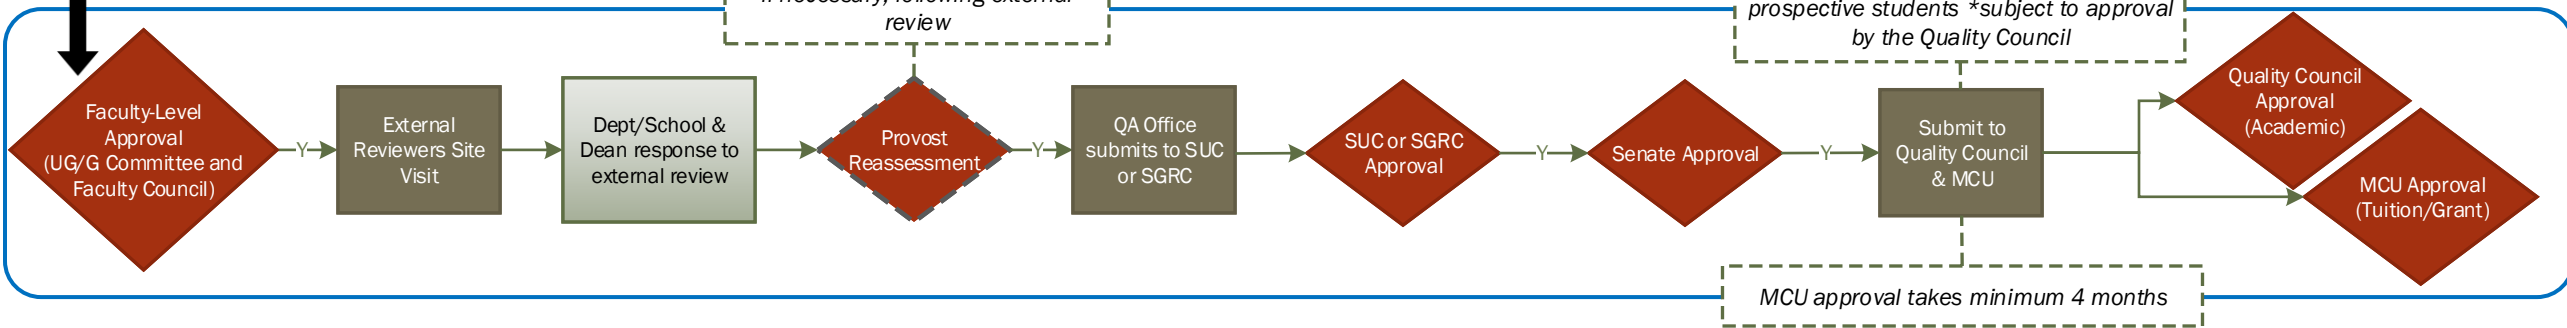 review
prospective students *subject to approval
by the Quality Council
Faculty-Level
Approval
(UG/G Committee and
Faculty Council)
Y
External
Reviewers Site
Visit
Dept/School &
Dean response to
external review
Provost
Reassessment
Y
QA Office
submits to SUC
or SGRC
SUC or SGRC
Approval
Y
Senate Approval
Y
Submit to
Quality Council
& MCU
Quality Council
Approval
(Academic)
MCU Approval
(Tuition/Grant)
MCU approval takes minimum 4 months